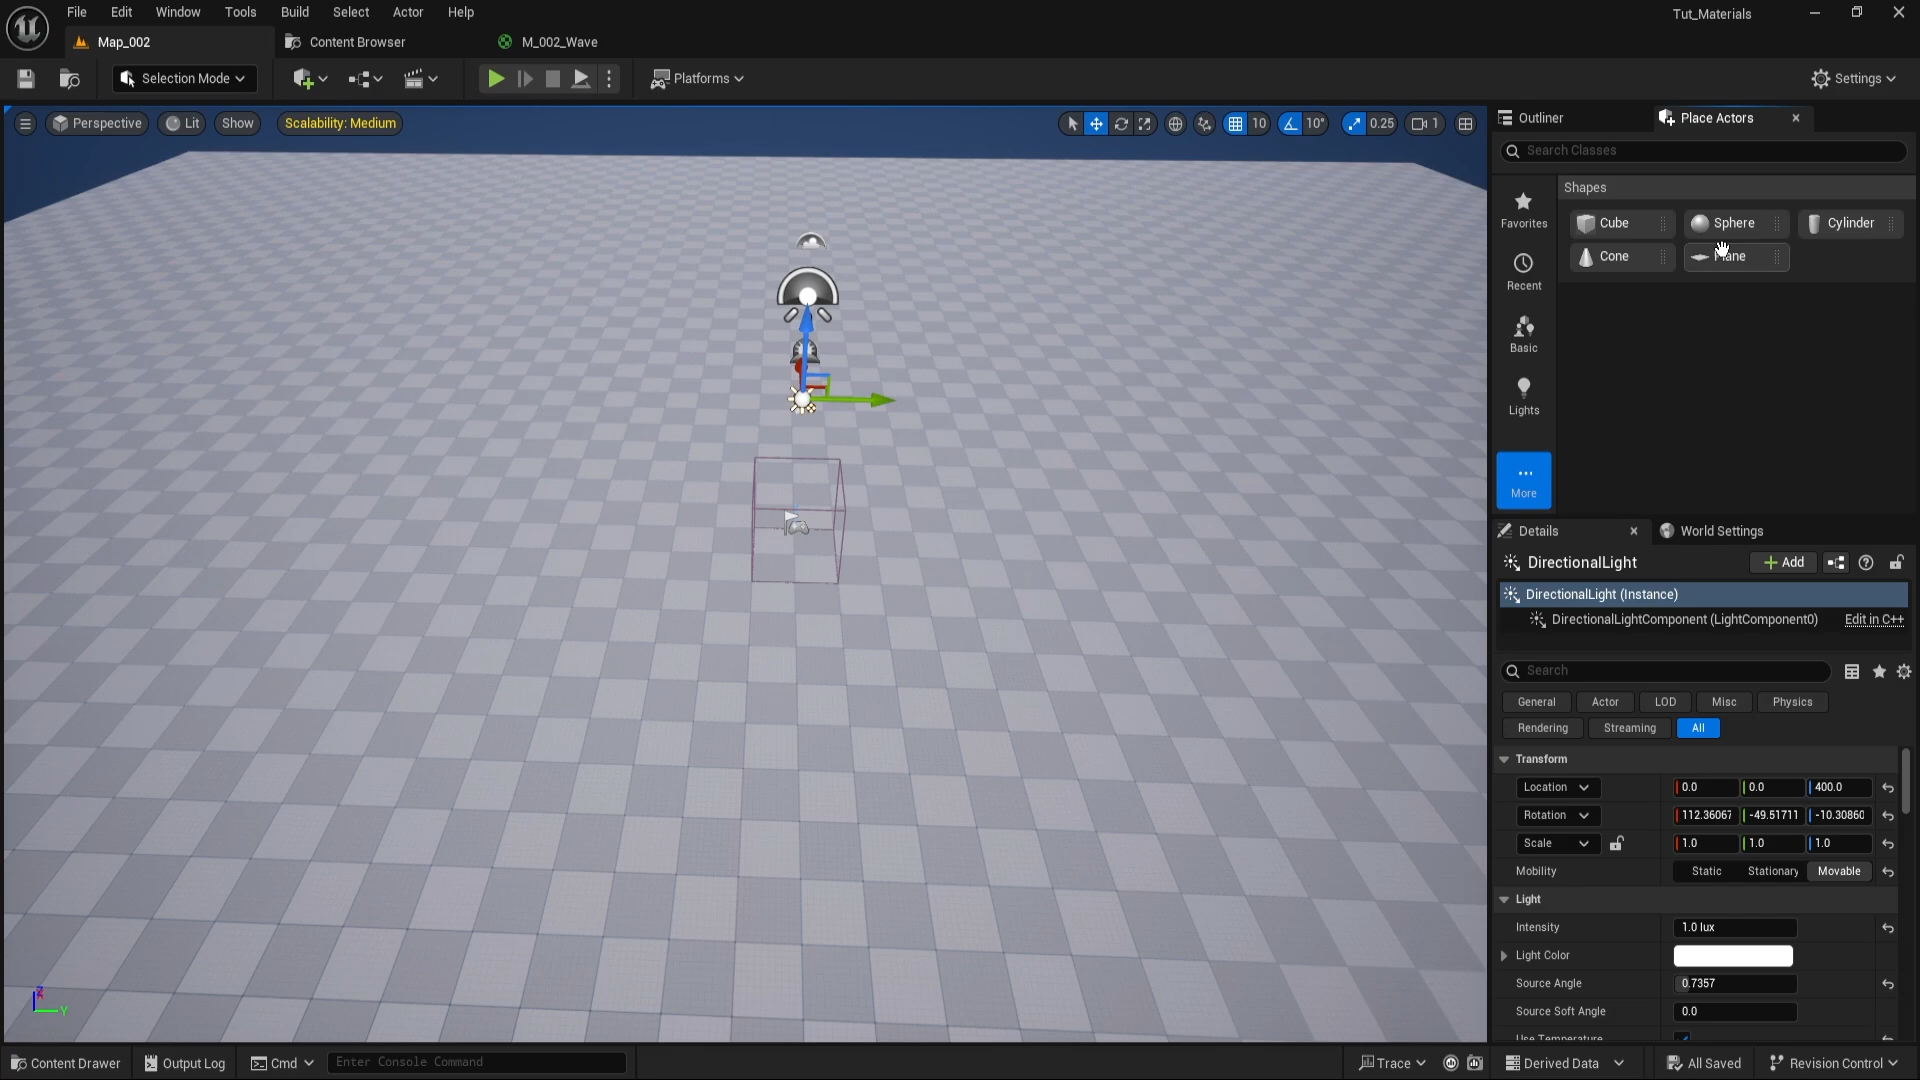 File Edit Window Tools Build Select Actor Help
Tut_Materials
Map_002 Content Browser M_002_Wave
Selection Mode Platforms Settings
Perspective Lit Show Scalability: Medium 10 10° 0.25 1
Outliner Place Actors
Search Classes
Shapes
Favorites
Cube Sphere Cylinder
Cone
Recent
Basic
Lights
More
Details World Settings
DirectionalLight Add
DirectionalLight (Instance)
DirectionalLightComponent (LightComponent0) Edit in C++
Search
General Actor LOD Misc Physics
Rendering Streaming All
Transform
Location 0.0 0.0 400.0
Rotation 112.36067 -49.51711 -10.30860
Scale 1.0 1.0 1.0
Mobility Static Stationary Movable
Light
Intensity 1.0 lux
Light Color
Source Angle 0.7357
Source Soft Angle 0.0
Use Temperature
Z
Y
Content Drawer Output Log Cmd Enter Console Command Trace Derived Data All Saved Revision Control